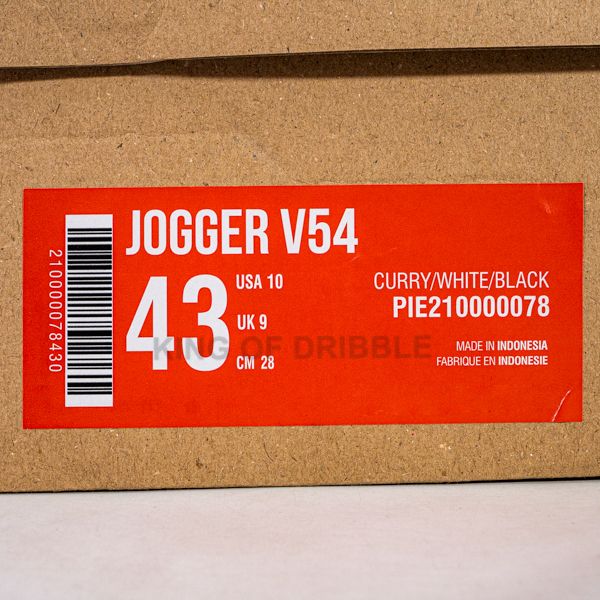 JOGGER V54
2100000078430
43
USA 10
UK 9
CM 28
CURRY/WHITE/BLACK
PIE210000078
MADE IN INDONESIA
FABRIQUE EN INDONESIE
KING OF DRIBBLE